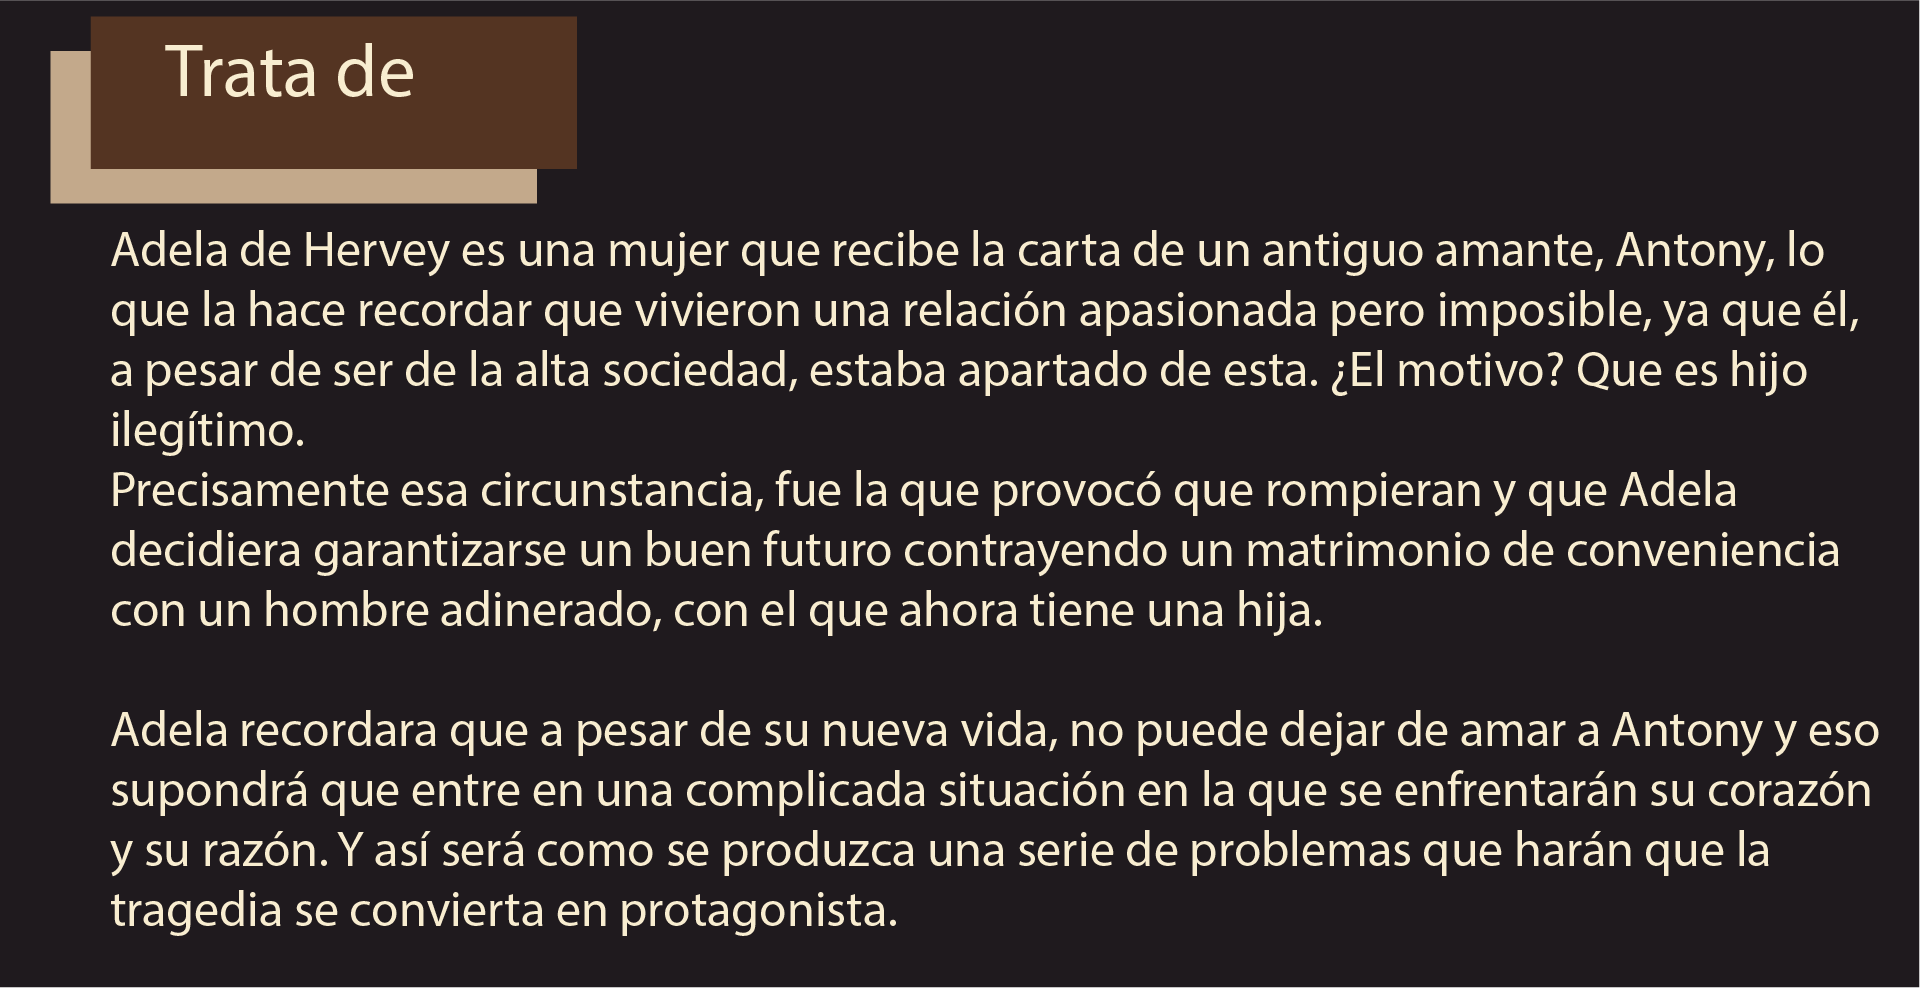 Trata de
Adela de Hervey es una mujer que recibe la carta de un antiguo amante, Antony, lo
que la hace recordar que vivieron una relación apasionada pero imposible, ya que él,
a pesar de ser de la alta sociedad, estaba apartado de esta. ¿El motivo? Que es hijo
ilegítimo.
Precisamente esa circunstancia, fue la que provocó que rompieran y que Adela
decidiera garantizarse un buen futuro contrayendo un matrimonio de conveniencia
con un hombre adinerado, con el que ahora tiene una hija.
Adela recordara que a pesar de su nueva vida, no puede dejar de amar a Antony y eso
supondrá que entre en una complicada situación en la que se enfrentarán su corazón
y su razón. Y así será como se produzca una serie de problemas que harán que la
tragedia se convierta en protagonista.